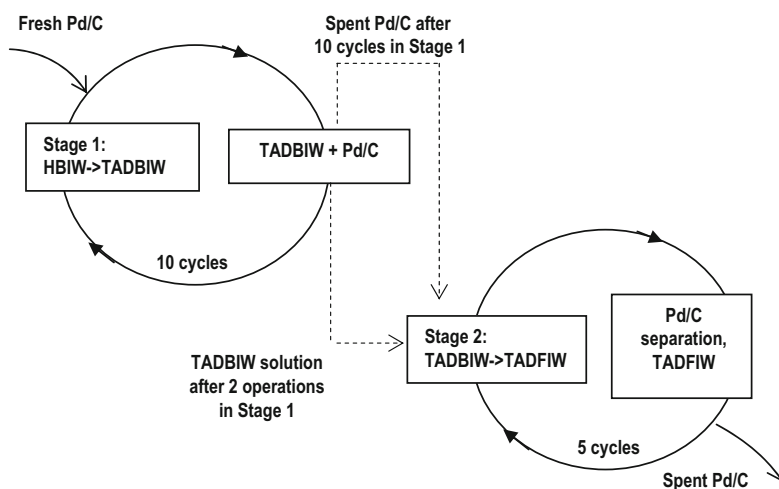 Fresh Pd/C
Spent Pd/C after
10 cycles in Stage 1
Stage 1:
HBIW->TADBIW
TADBIW + Pd/C
10 cycles
TADBIW solution
after 2 operations
in Stage 1
Stage 2:
TADBIW->TADFIW
Pd/C
separation,
TADFIW
5 cycles
Spent Pd/C